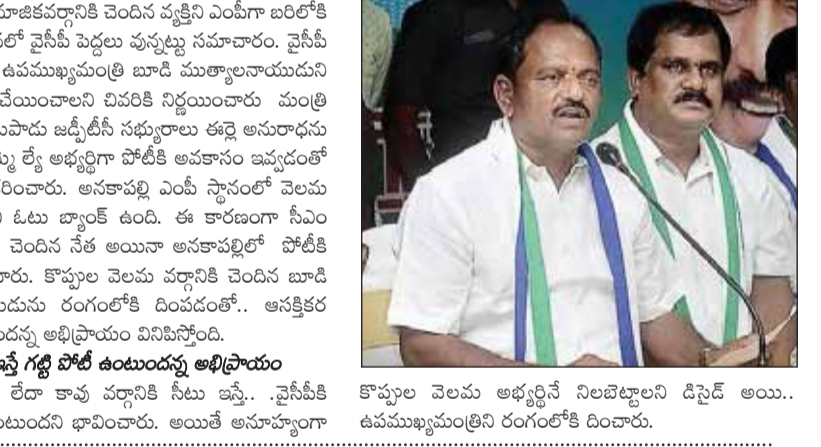 మాజికవర్గానికి చెందిన వ్యక్తిని ఎంపీగా బరిలోకి
లో వైసీపీ పెద్దలు వున్నట్టు సమాచారం. వైసీపీ
ఉపముఖ్యమంత్రి బూడి ముత్యాలనాయుడుని
చేయించాలని చివరికి నిర్ణయించారు మంత్రి
జడ్పీటీసీ సభ్యురాలు ఈర్లె అనురాధను
ల్యే అభ్యర్థిగా పోటీకి అవకాసం ఇవ్వడంతో
రించారు. అనకాపల్లి ఎంపీ స్థానంలో వెలమ
ఓటు బ్యాంక్ ఉంది. ఈ కారణంగా సీఎం
చెందిన నేత అయినా అనకాపల్లిలో పోటీకి
రు. కొప్పుల వెలమ వర్గానికి చెందిన బూడి
డును రంగంలోకి దింపడంతో.. ఆసక్తికర
దన్న అభిప్రాయం వినిపిస్తోంది.
ఇస్తే గట్టి పోటీ ఉంటుందన్న అభిప్రాయం
లేదా కావు వర్గానికి సీటు ఇస్తే.. .వైసీపీకి
ంటుందని భావించారు. అయితే అనూహ్యంగా
కొప్పుల వెలమ అభ్యర్థినే నిలబెట్టాలని డిసైడ్ అయి..
ఉపముఖ్యమంత్రిని రంగంలోకి దించారు.